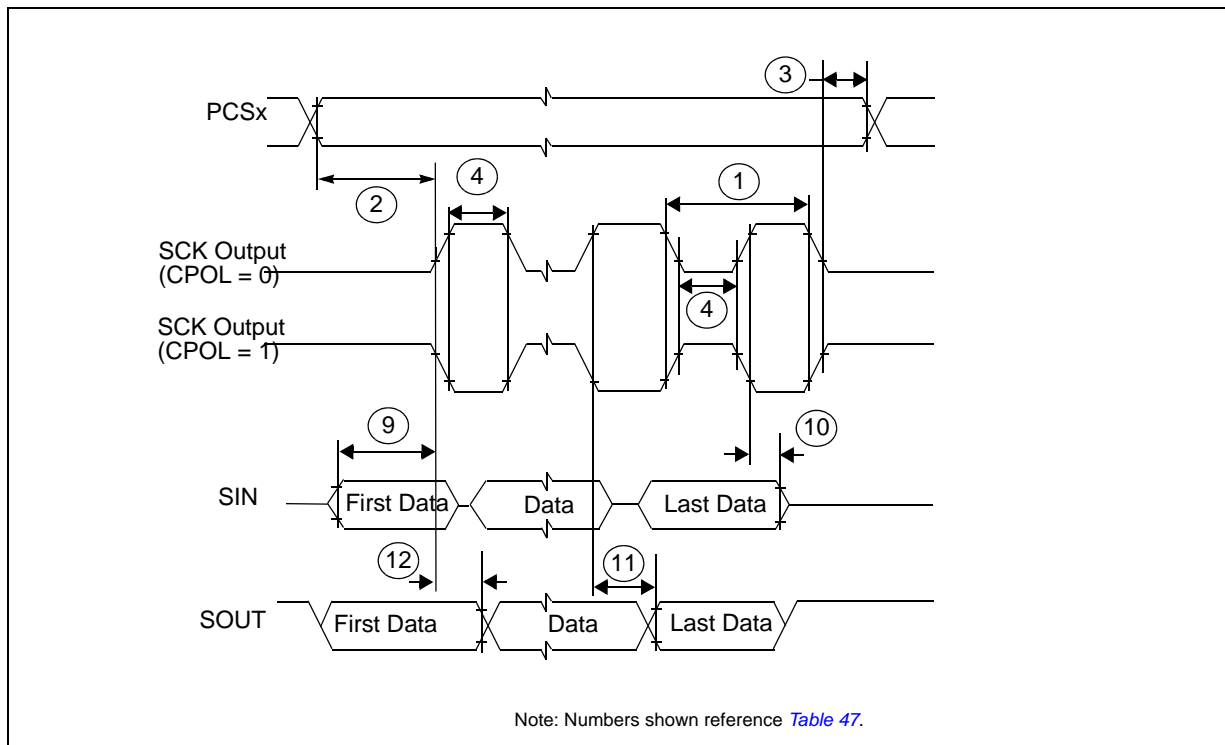 3
PCSx
2
4
1
SCK Output
(CPOL = 0)
4
SCK Output
(CPOL = 1)
9
10
SIN
First Data
Data
Last Data
12
11
SOUT
First Data
Data
Last Data
Note: Numbers shown reference Table 47.